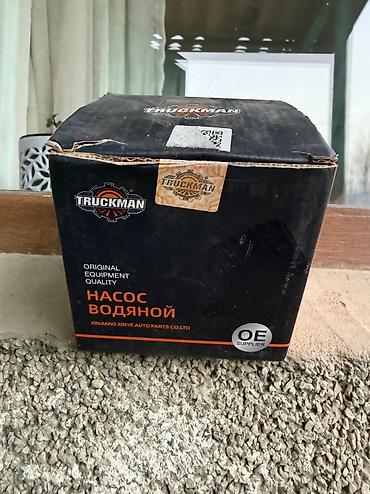 TRUCKMAN
TRUCKMAN
TRUCKMAN
ORIGINAL
EQUIPMENT
QUALITY
НАСОС
ВОДЯНОЙ
XINJIANG XINYE AUTO PARTS CO.LTD
OE
SUPPLIER